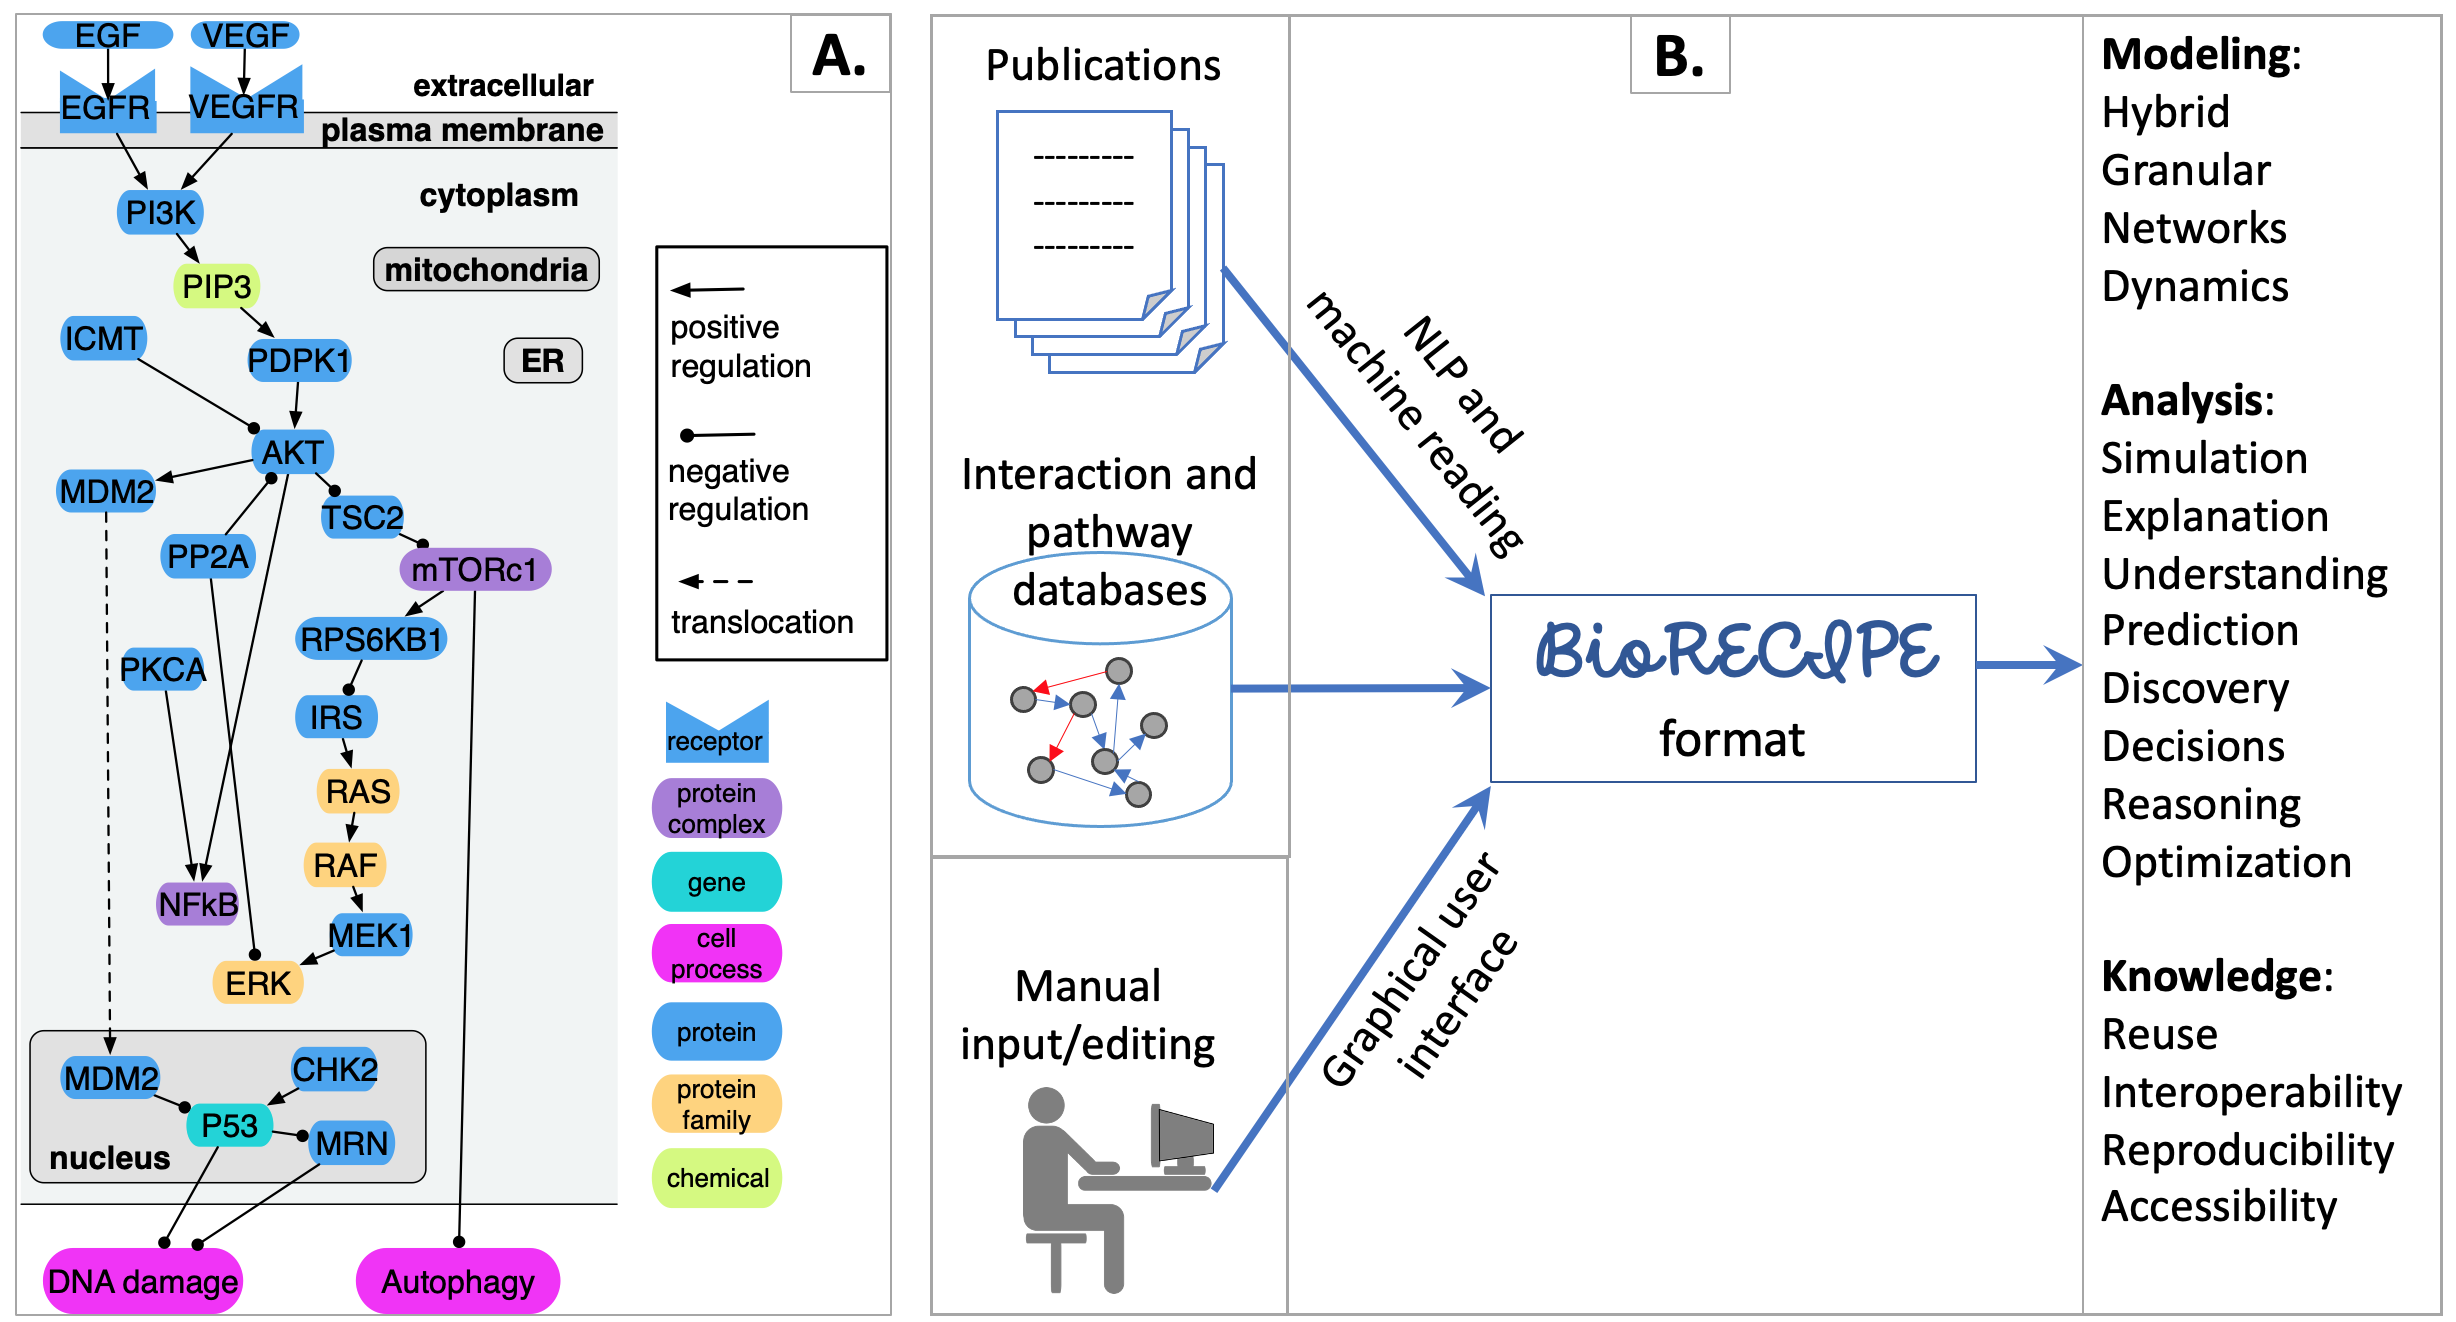 A.
EGF
VEGF
EGFR
VEGFR
extracellular
plasma membrane
cytoplasm
PI3K
mitochondria
PIP3
ICMT
PDPK1
ER
AKT
MDM2
TSC2
PP2A
mTORc1
RPS6KB1
PKCA
IRS
RAS
RAF
NFkB
MEK1
ERK
MDM2
CHK2
P53
MRN
nucleus
DNA damage
Autophagy
positive
regulation
negative
regulation
translocation
receptor
protein
complex
gene
cell
process
protein
protein
family
chemical
B.
Publications
---------
---------
---------
Interaction and
pathway
databases
Manual
input/editing
NLP and
machine reading
Graphical user
interface
BioRECIPE
format
Modeling:
Hybrid
Granular
Networks
Dynamics
Analysis:
Simulation
Explanation
Understanding
Prediction
Discovery
Decisions
Reasoning
Optimization
Knowledge:
Reuse
Interoperability
Reproducibility
Accessibility